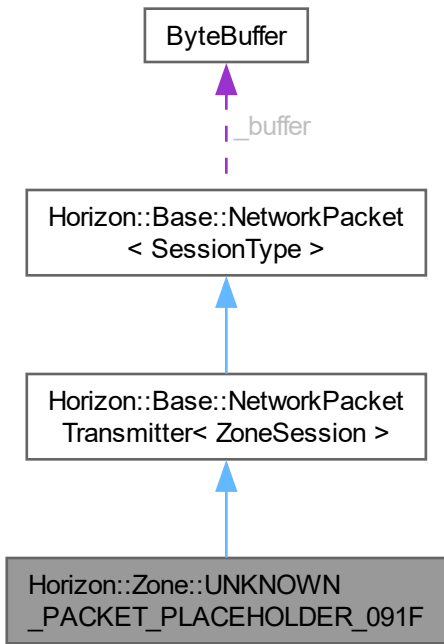 ByteBuffer
_buffer
Horizon::Base::NetworkPacket
< SessionType >
Horizon::Base::NetworkPacket
Transmitter< ZoneSession >
Horizon::Zone::UNKNOWN
_PACKET_PLACEHOLDER_091F